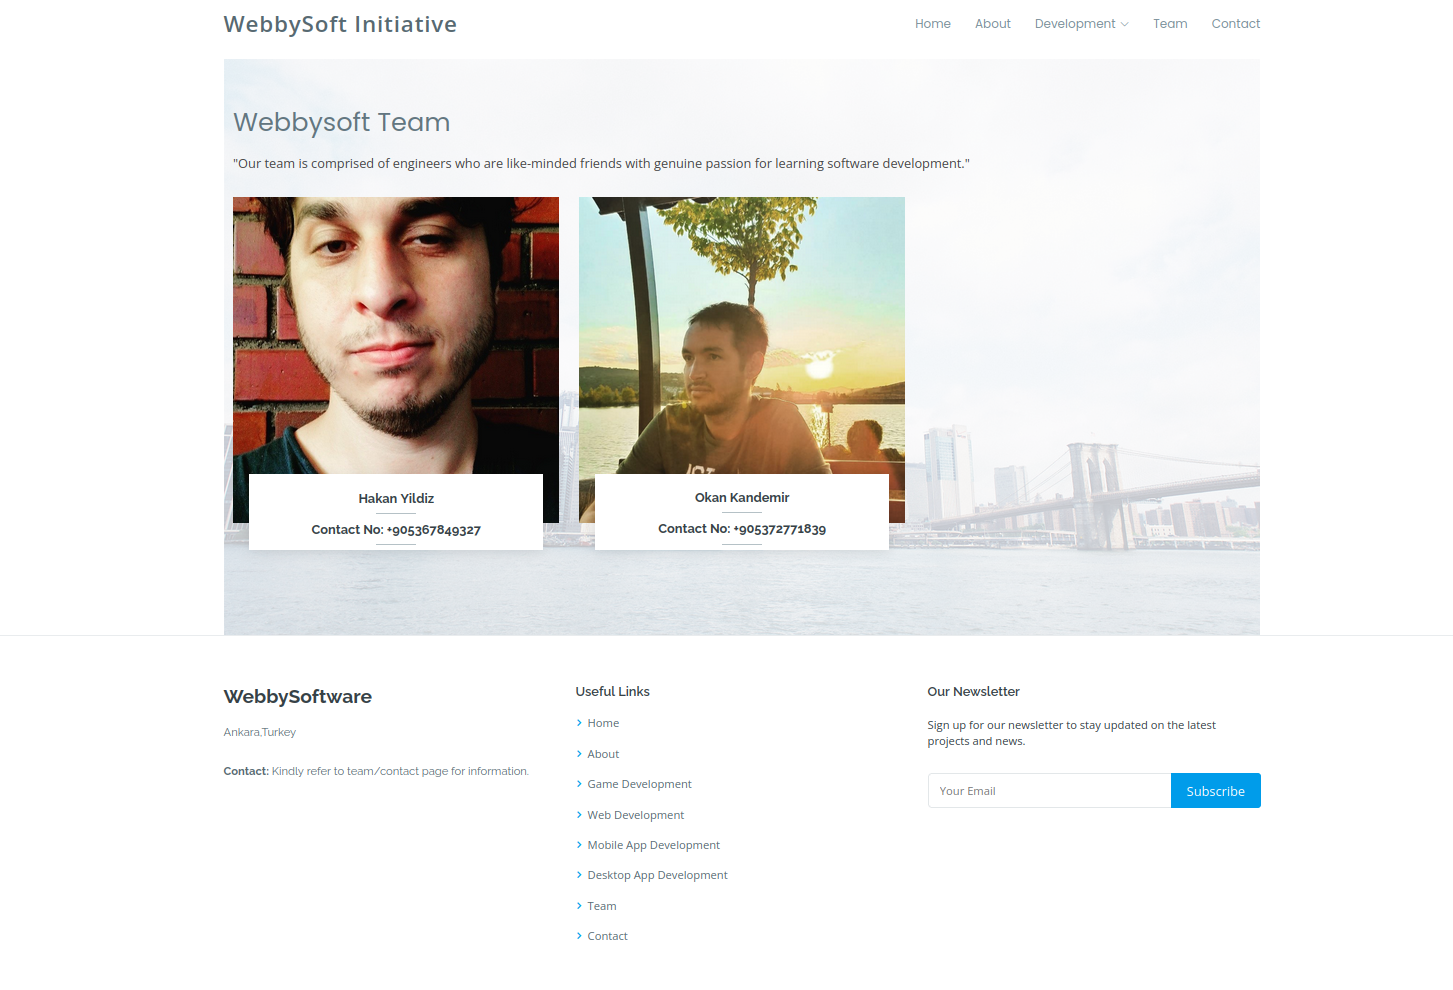 WebbySoft Initiative
Home About Development Team Contact
Webbysoft Team
"Our team is comprised of engineers who are like-minded friends with genuine passion for learning software development."
Hakan Yildiz
Contact No: +905367849327
Okan Kandemir
Contact No: +905372771839
WebbySoftware
Ankara,Turkey
Contact: Kindly refer to team/contact page for information.
Useful Links
Home
About
Game Development
Web Development
Mobile App Development
Desktop App Development
Team
Contact
Our Newsletter
Sign up for our newsletter to stay updated on the latest
projects and news.
Your Email
Subscribe